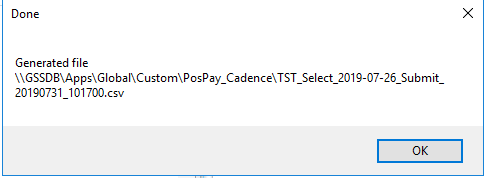 Done
Generated file
\\GSSDB\Apps\Global\Custom\PosPay_Cadence\TST_Select_2019-07-26_Submit_
20190731_101700.csv
OK